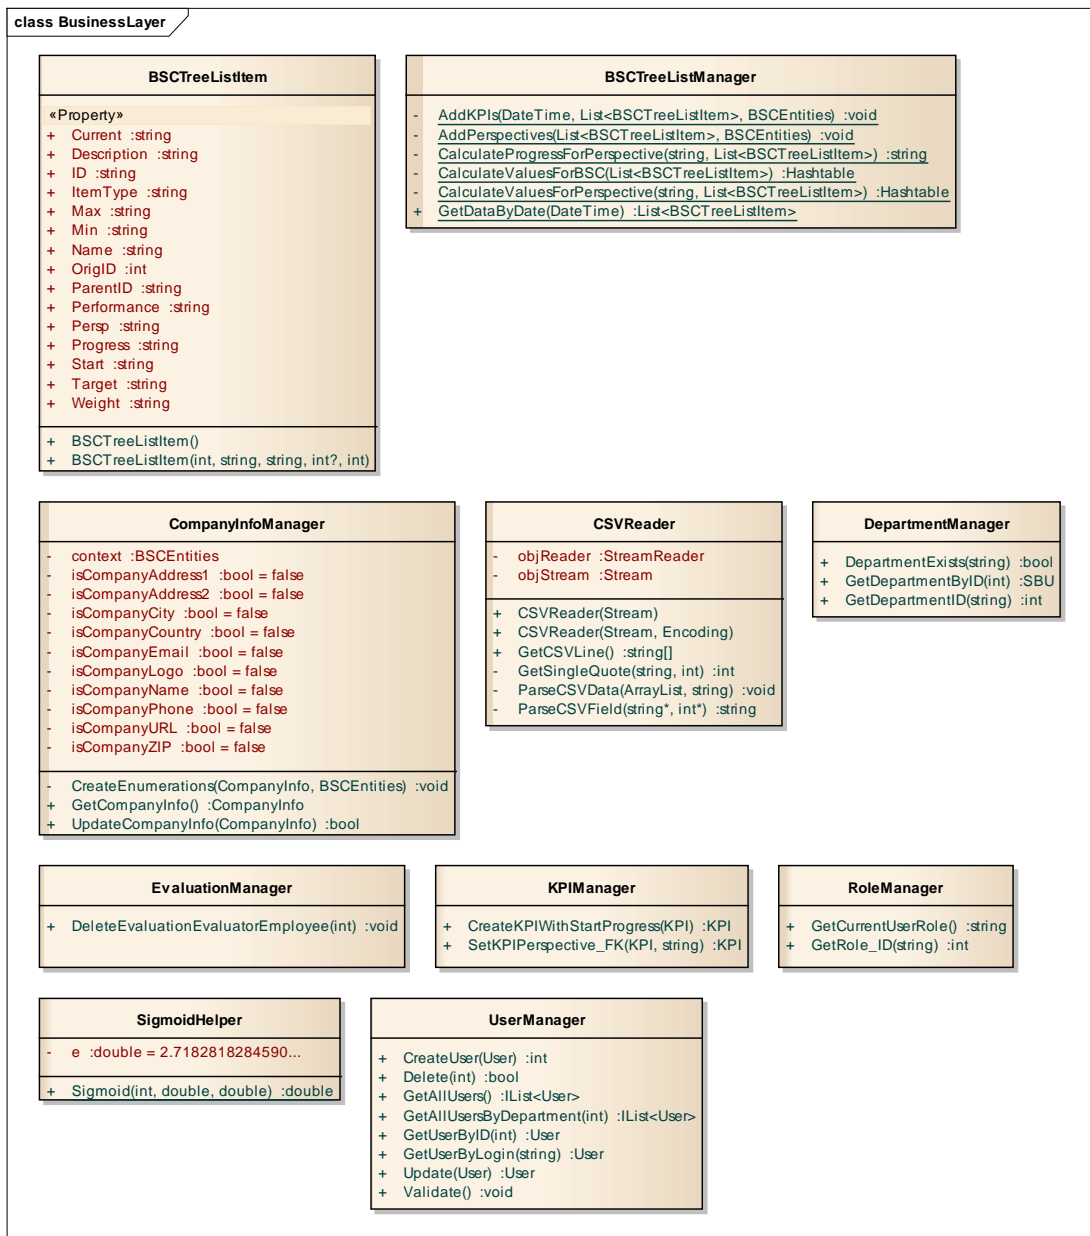 class BusinessLayer
BSCTreeListItem
«Property»
+ Current :string
+ Description :string
+ ID :string
+ ItemType :string
+ Max :string
+ Min :string
+ Name :string
+ OrigID :int
+ ParentID :string
+ Performance :string
+ Persp :string
+ Progress :string
+ Start :string
+ Target :string
+ Weight :string
+ BSCTreeListItem()
+ BSCTreeListItem(int, string, string, int?, int)
BSCTreeListManager
- AddKPIs(DateTime, List<BSCTreeListItem>, BSCEntities) :void
- AddPerspectives(List<BSCTreeListItem>, BSCEntities) :void
- CalculateProgressForPerspective(string, List<BSCTreeListItem>) :string
- CalculateValuesForBSC(List<BSCTreeListItem>) :Hashtable
- CalculateValuesForPerspective(string, List<BSCTreeListItem>) :Hashtable
+ GetDataByDate(DateTime) :List<BSCTreeListItem>
CompanyInfoManager
- context :BSCEntities
- isCompanyAddress1 :bool = false
- isCompanyAddress2 :bool = false
- isCompanyCity :bool = false
- isCompanyCountry :bool = false
- isCompanyEmail :bool = false
- isCompanyLogo :bool = false
- isCompanyName :bool = false
- isCompanyPhone :bool = false
- isCompanyURL :bool = false
- isCompanyZIP :bool = false
- CreateEnumerations(CompanyInfo, BSCEntities) :void
+ GetCompanyInfo() :CompanyInfo
+ UpdateCompanyInfo(CompanyInfo) :bool
CSVReader
- objReader :StreamReader
- objStream :Stream
+ CSVReader(Stream)
+ CSVReader(Stream, Encoding)
+ GetCSVLine() :string[]
- GetSingleQuote(string, int) :int
- ParseCSVData(ArrayList, string) :void
- ParseCSVField(string*, int*) :string
DepartmentManager
+ DepartmentExists(string) :bool
+ GetDepartmentByID(int) :SBU
+ GetDepartmentID(string) :int
EvaluationManager
+ DeleteEvaluationEvaluatorEmployee(int) :void
KPIManager
+ CreateKPIWithStartProgress(KPI) :KPI
+ SetKPIPerspective_FK(KPI, string) :KPI
RoleManager
+ GetCurrentUserRole() :string
+ GetRole_ID(string) :int
SigmoidHelper
- e :double = 2.7182818284590...
+ Sigmoid(int, double, double) :double
UserManager
+ CreateUser(User) :int
+ Delete(int) :bool
+ GetAllUsers() :IList<User>
+ GetAllUsersByDepartment(int) :IList<User>
+ GetUserByID(int) :User
+ GetUserByLogin(string) :User
+ Update(User) :User
+ Validate() :void